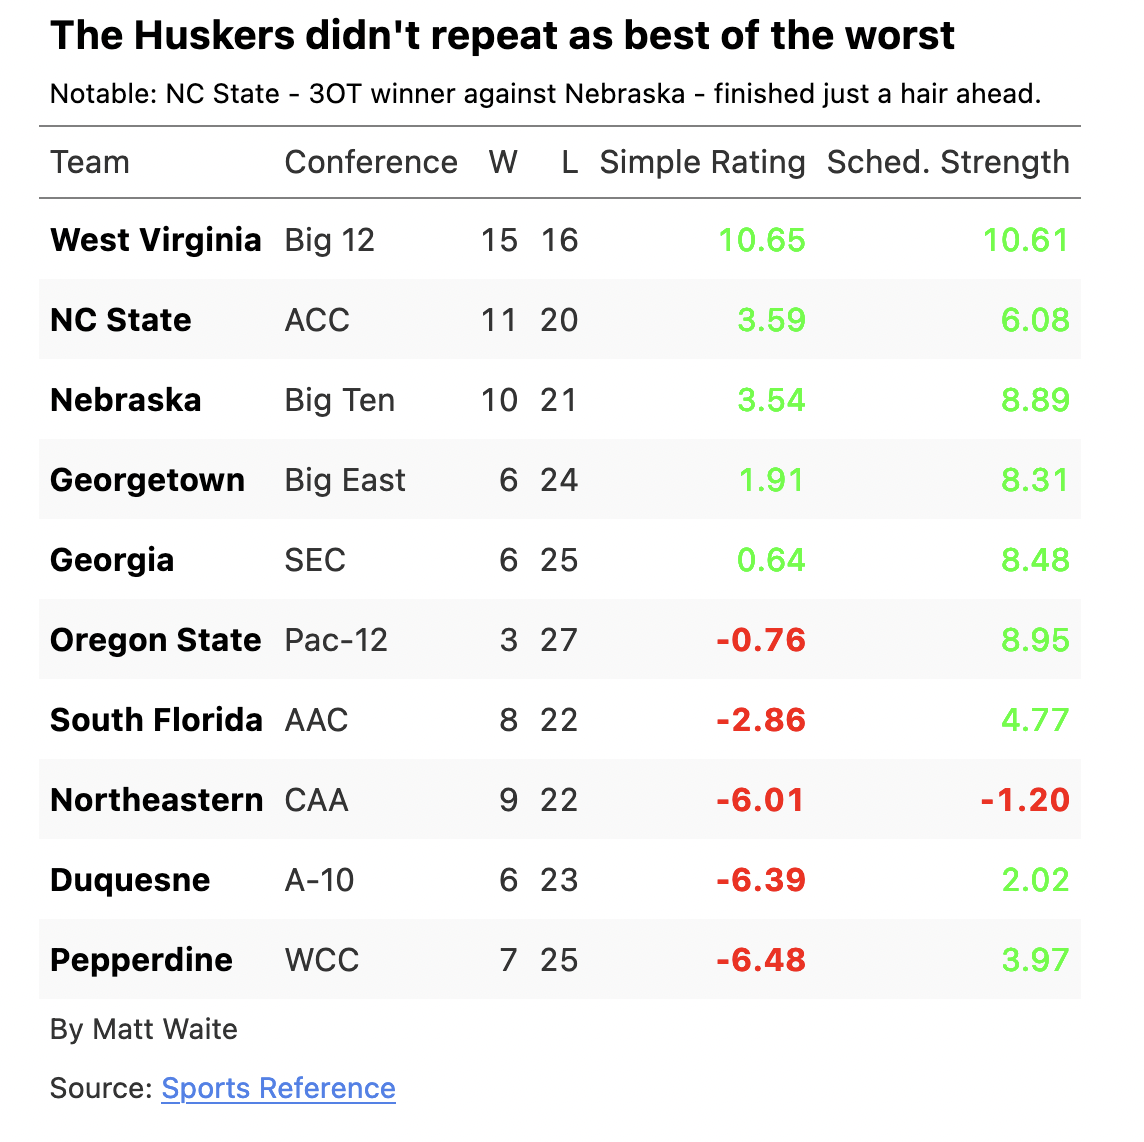 The Huskers didn't repeat as best of the worst
Notable: NC State - 3OT winner against Nebraska - finished just a hair ahead.
Team Conference W L Simple Rating Sched. Strength
West Virginia Big 12 15 16 10.65 10.61
NC State ACC 11 20 3.59 6.08
Nebraska Big Ten 10 21 3.54 8.89
Georgetown Big East 6 24 1.91 8.31
Georgia SEC 6 25 0.64 8.48
Oregon State Pac-12 3 27 -0.76 8.95
South Florida AAC 8 22 -2.86 4.77
Northeastern CAA 9 22 -6.01 -1.20
Duquesne A-10 6 23 -6.39 2.02
Pepperdine WCC 7 25 -6.48 3.97
By Matt Waite
Source: Sports Reference